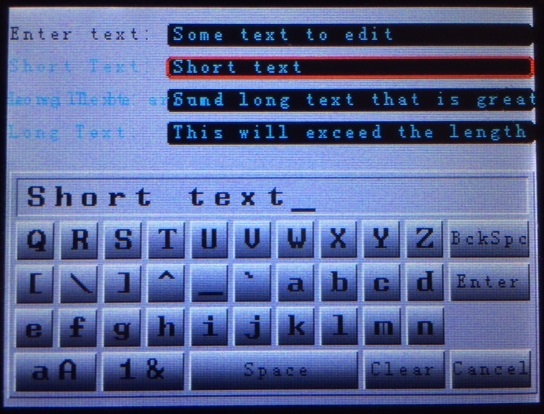 Enter text: Some text to edit
Short Text Short text
and long text that is great
Long Text. This will exceed the length
Short text_
Q R S T U V W X Y Z BckSpc
[ \ ] ^ _ ` a b c d Enter
e f g h i j k l m n
aA 1& Space Clear Cancel